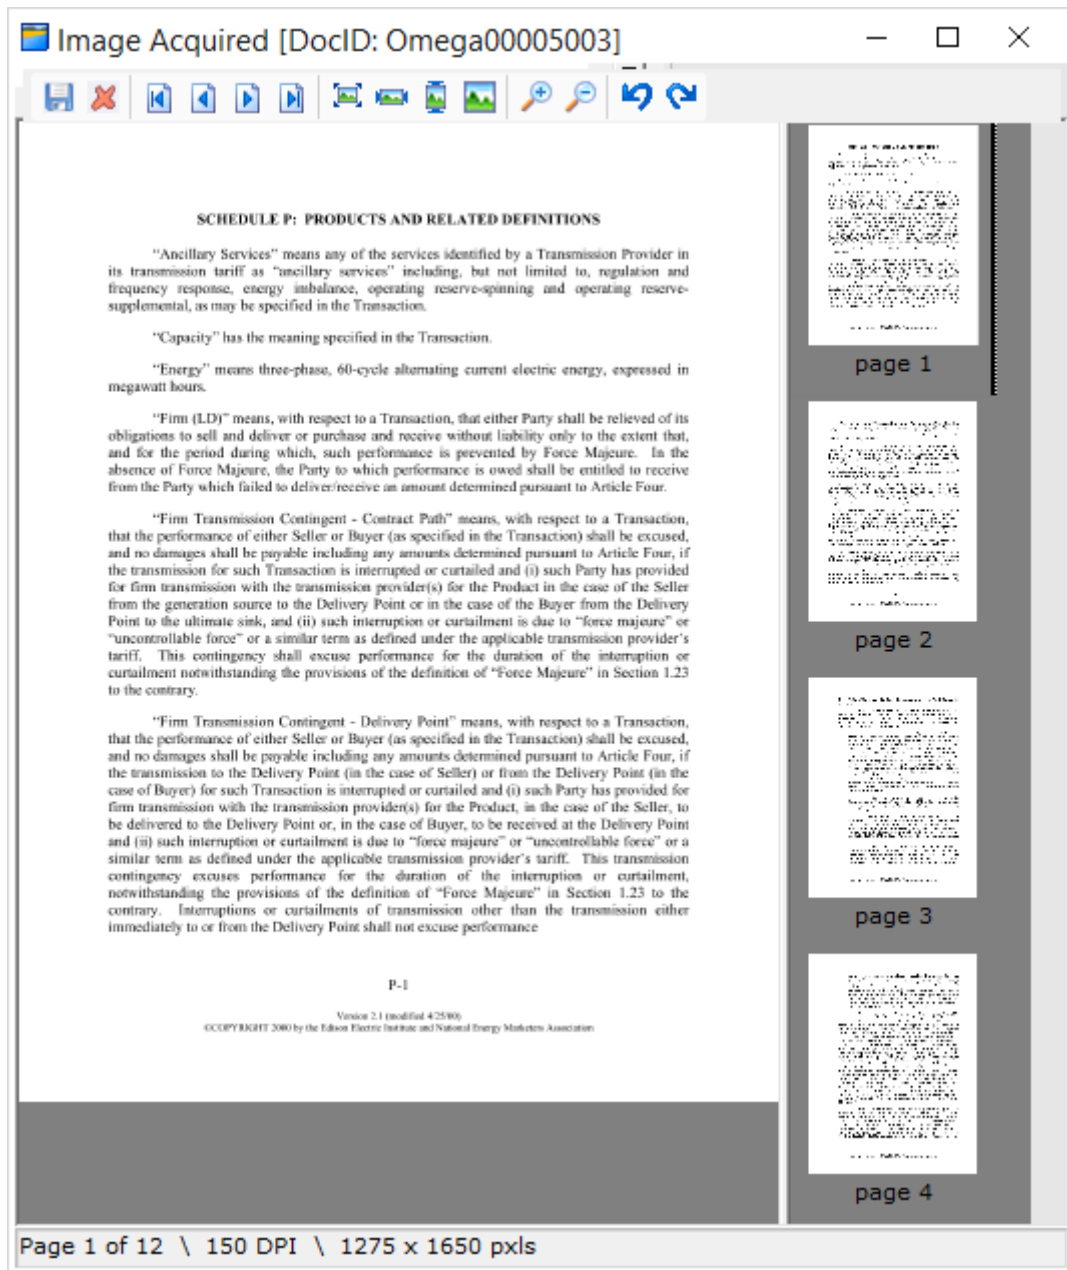 Image Acquired [DocID: Omega00005003]
SCHEDULE P: PRODUCTS AND RELATED DEFINITIONS
"Ancillary Services" means any of the services identified by a Transmission Provider in
its transmission tariff as "ancillary services" including, but not limited to, regulation and
frequency response, energy imbalance, operating reserve-spinning and operating reserve-
supplemental, as may be specified in the Transaction.
"Capacity" has the meaning specified in the Transaction.
"Energy" means three-phase, 60-cycle alternating current electric energy, expressed in
megawatt hours.
"Firm (LD)" means, with respect to a Transaction, that either Party shall be relieved of its
obligations to sell and deliver or purchase and receive without liability only to the extent that,
and for the period during which, such performance is prevented by Force Majeure. In the
absence of Force Majeure, the Party to which performance is owed shall be entitled to receive
from the Party which failed to deliver/receive an amount determined pursuant to Article Four.
"Firm Transmission Contingent - Contract Path" means, with respect to a Transaction,
that the performance of either Seller or Buyer (as specified in the Transaction) shall be excused,
and no damages shall be payable including any amounts determined pursuant to Article Four, if
the transmission for such Transaction is interrupted or curtailed and (i) such Party has provided
for firm transmission with the transmission provider(s) for the Product in the case of the Seller
from the generation source to the Delivery Point or in the case of the Buyer from the Delivery
Point to the ultimate sink, and (ii) such interruption or curtailment is due to "force majeure" or
"uncontrollable force" or a similar term as defined under the applicable transmission provider's
tariff. This contingency shall excuse performance for the duration of the interruption or
curtailment notwithstanding the provisions of the definition of "Force Majeure" in Section 1.23
to the contrary.
"Firm Transmission Contingent - Delivery Point" means, with respect to a Transaction,
that the performance of either Seller or Buyer (as specified in the Transaction) shall be excused,
and no damages shall be payable including any amounts determined pursuant to Article Four, if
the transmission to the Delivery Point (in the case of Seller) or from the Delivery Point (in the
case of Buyer) for such Transaction is interrupted or curtailed and (i) such Party has provided for
firm transmission with the transmission provider(s) for the Product, in the case of the Seller, to
be delivered to the Delivery Point or, in the case of Buyer, to be received at the Delivery Point
and (ii) such interruption or curtailment is due to "force majeure" or "uncontrollable force" or a
similar term as defined under the applicable transmission provider's tariff. This transmission
contingency excuses performance for the duration of the interruption or curtailment,
notwithstanding the provisions of the definition of "Force Majeure" in Section 1.23 to the
contrary. Interruptions or curtailments of transmission other than the transmission either
immediately to or from the Delivery Point shall not excuse performance
P-1
Version 2.1 (modified 4/25/00)
©COPYRIGHT 2000 by the Edison Electric Institute and National Energy Marketers Association
page 1
page 2
page 3
page 4
Page 1 of 12 \ 150 DPI \ 1275 x 1650 pxls